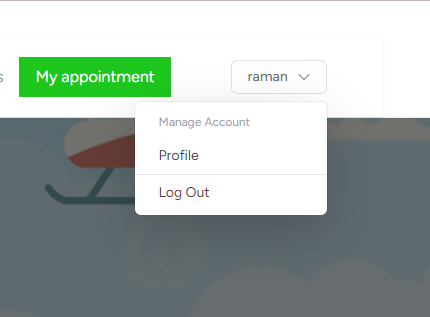 s
My appointment
raman
Manage Account
Profile
Log Out